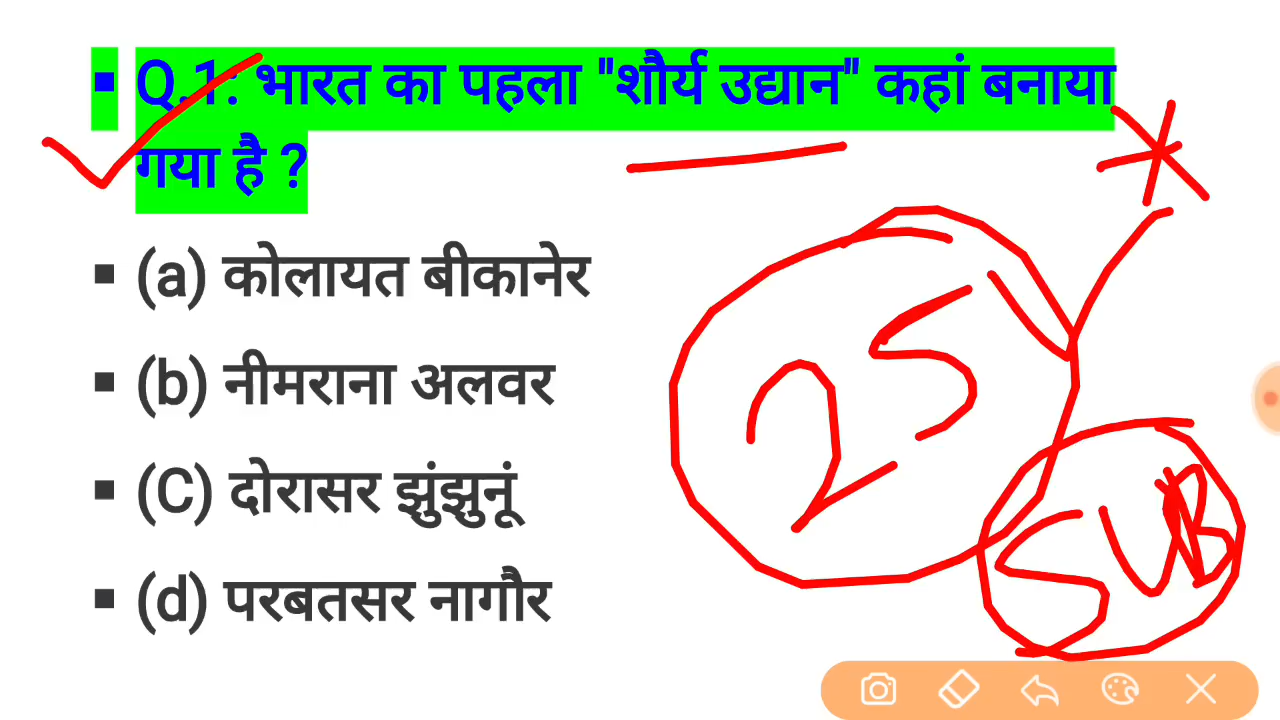 Q.1: भारत का पहला "शौर्य उद्यान" कहां बनाया
गया है ?
(a) कोलायत बीकानेर
(b) नीमराना अलवर
(C) दोरासर झुंझुनूं
(d) परबतसर नागौर
25
SUB